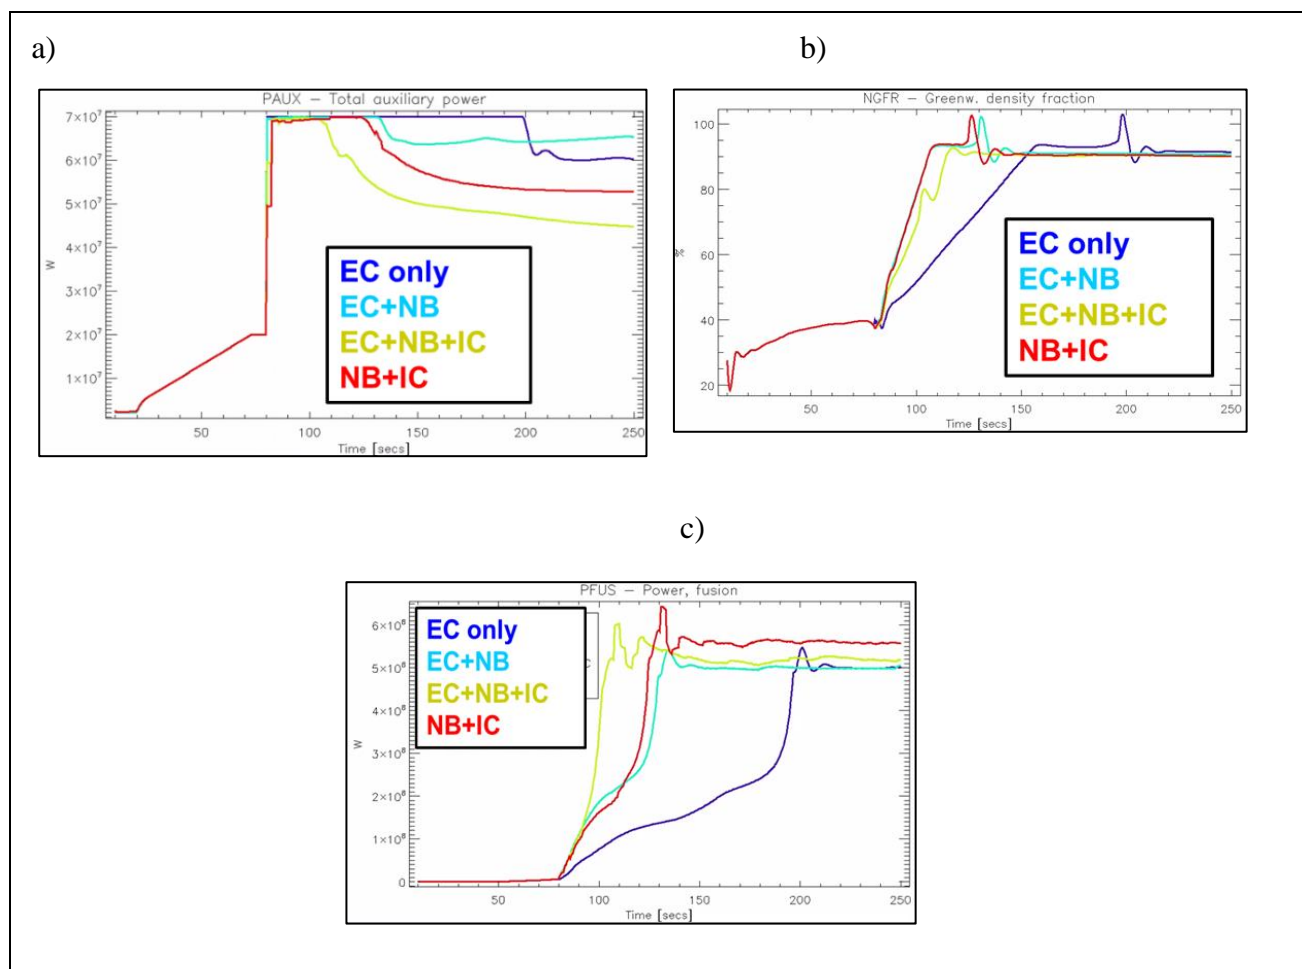 a)
b)
PAUX – Total auxiliary power
7×10⁷
6×10⁷
5×10⁷
4×10⁷
3×10⁷
2×10⁷
1×10⁷
W
EC only
EC+NB
EC+NB+IC
NB+IC
50 100 150 200 250
Time [secs]
NGFR – Greenw. density fraction
100
80
60
40
20
%
EC only
EC+NB
EC+NB+IC
NB+IC
50 100 150 200 250
Time [secs]
c)
PFUS – Power, fusion
6×10⁸
5×10⁸
4×10⁸
3×10⁸
2×10⁸
1×10⁸
0
W
EC only
EC+NB
EC+NB+IC
NB+IC
C
50 100 150 200 250
Time [secs]